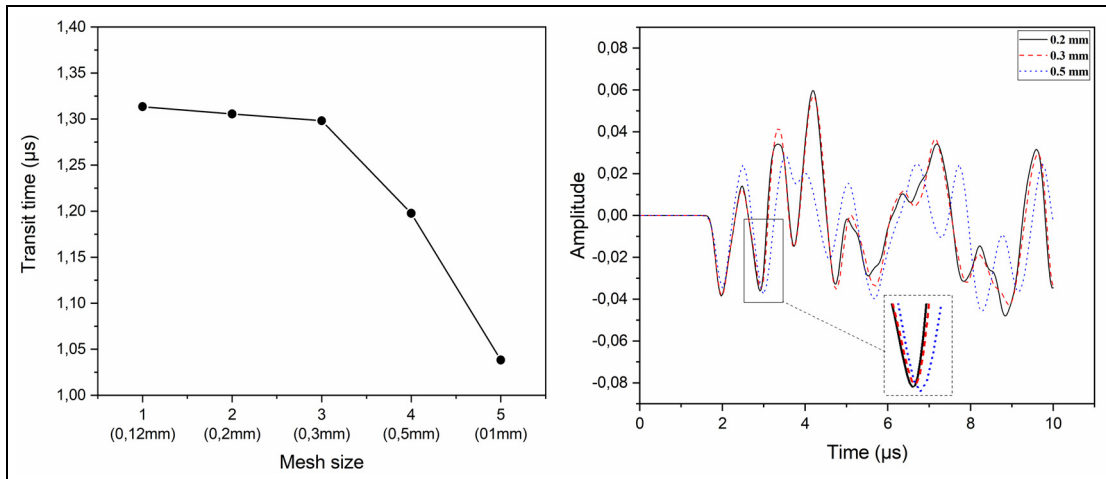 1,40
1,35
1,30
1,25
1,20
1,15
1,10
1,05
1,00
Transit time (µs)
1 2 3 4 5
(0,12mm) (0,2mm) (0,3mm) (0,5mm) (01mm)
Mesh size
0,08
0,06
0,04
0,02
0,00
-0,02
-0,04
-0,06
-0,08
Amplitude
0.2 mm
0.3 mm
0.5 mm
0 2 4 6 8 10
Time (µs)